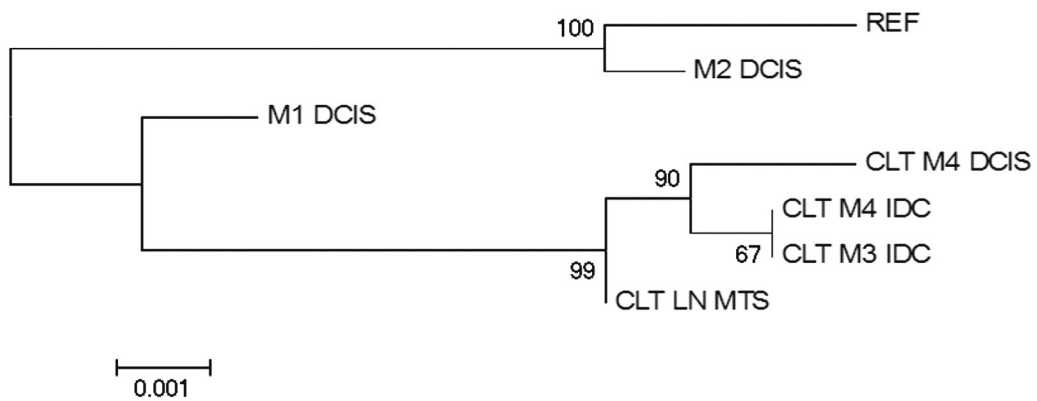 100
REF
M2 DCIS
M1 DCIS
CLT M4 DCIS
90
CLT M4 IDC
67
CLT M3 IDC
99
CLT LN MTS
0.001